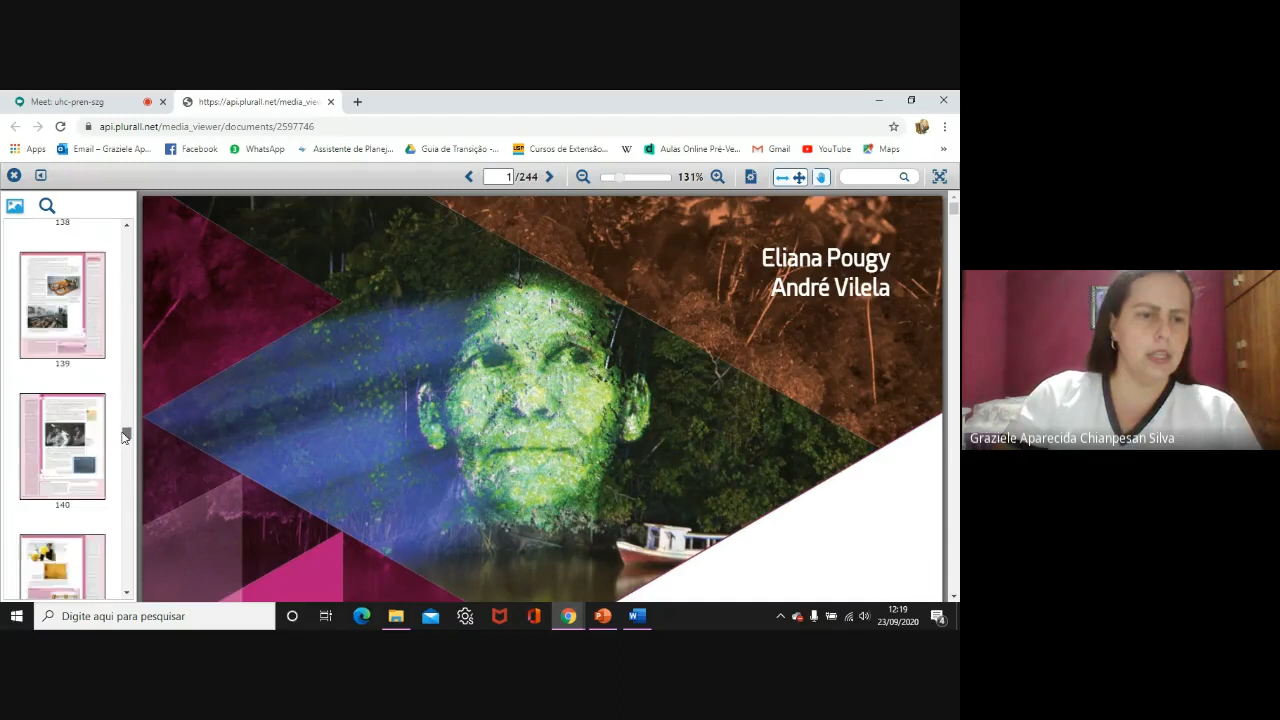 Meet: uhc-pren-szg
https://api.plurall.net/media_vie
api.plurall.net/media_viewer/documents/2597746
Apps
Email – Graziele Ap...
Facebook
WhatsApp
Assistente de Planej...
Guia de Transição -...
USP
Cursos de Extensão...
W
Aulas Online Pré-Ve...
Gmail
YouTube
Maps
»
1 /244
131%
138
139
140
Eliana Pougy
André Vilela
Graziele Aparecida Chianpesan Silva
Digite aqui para pesquisar
12:19
23/09/2020
4